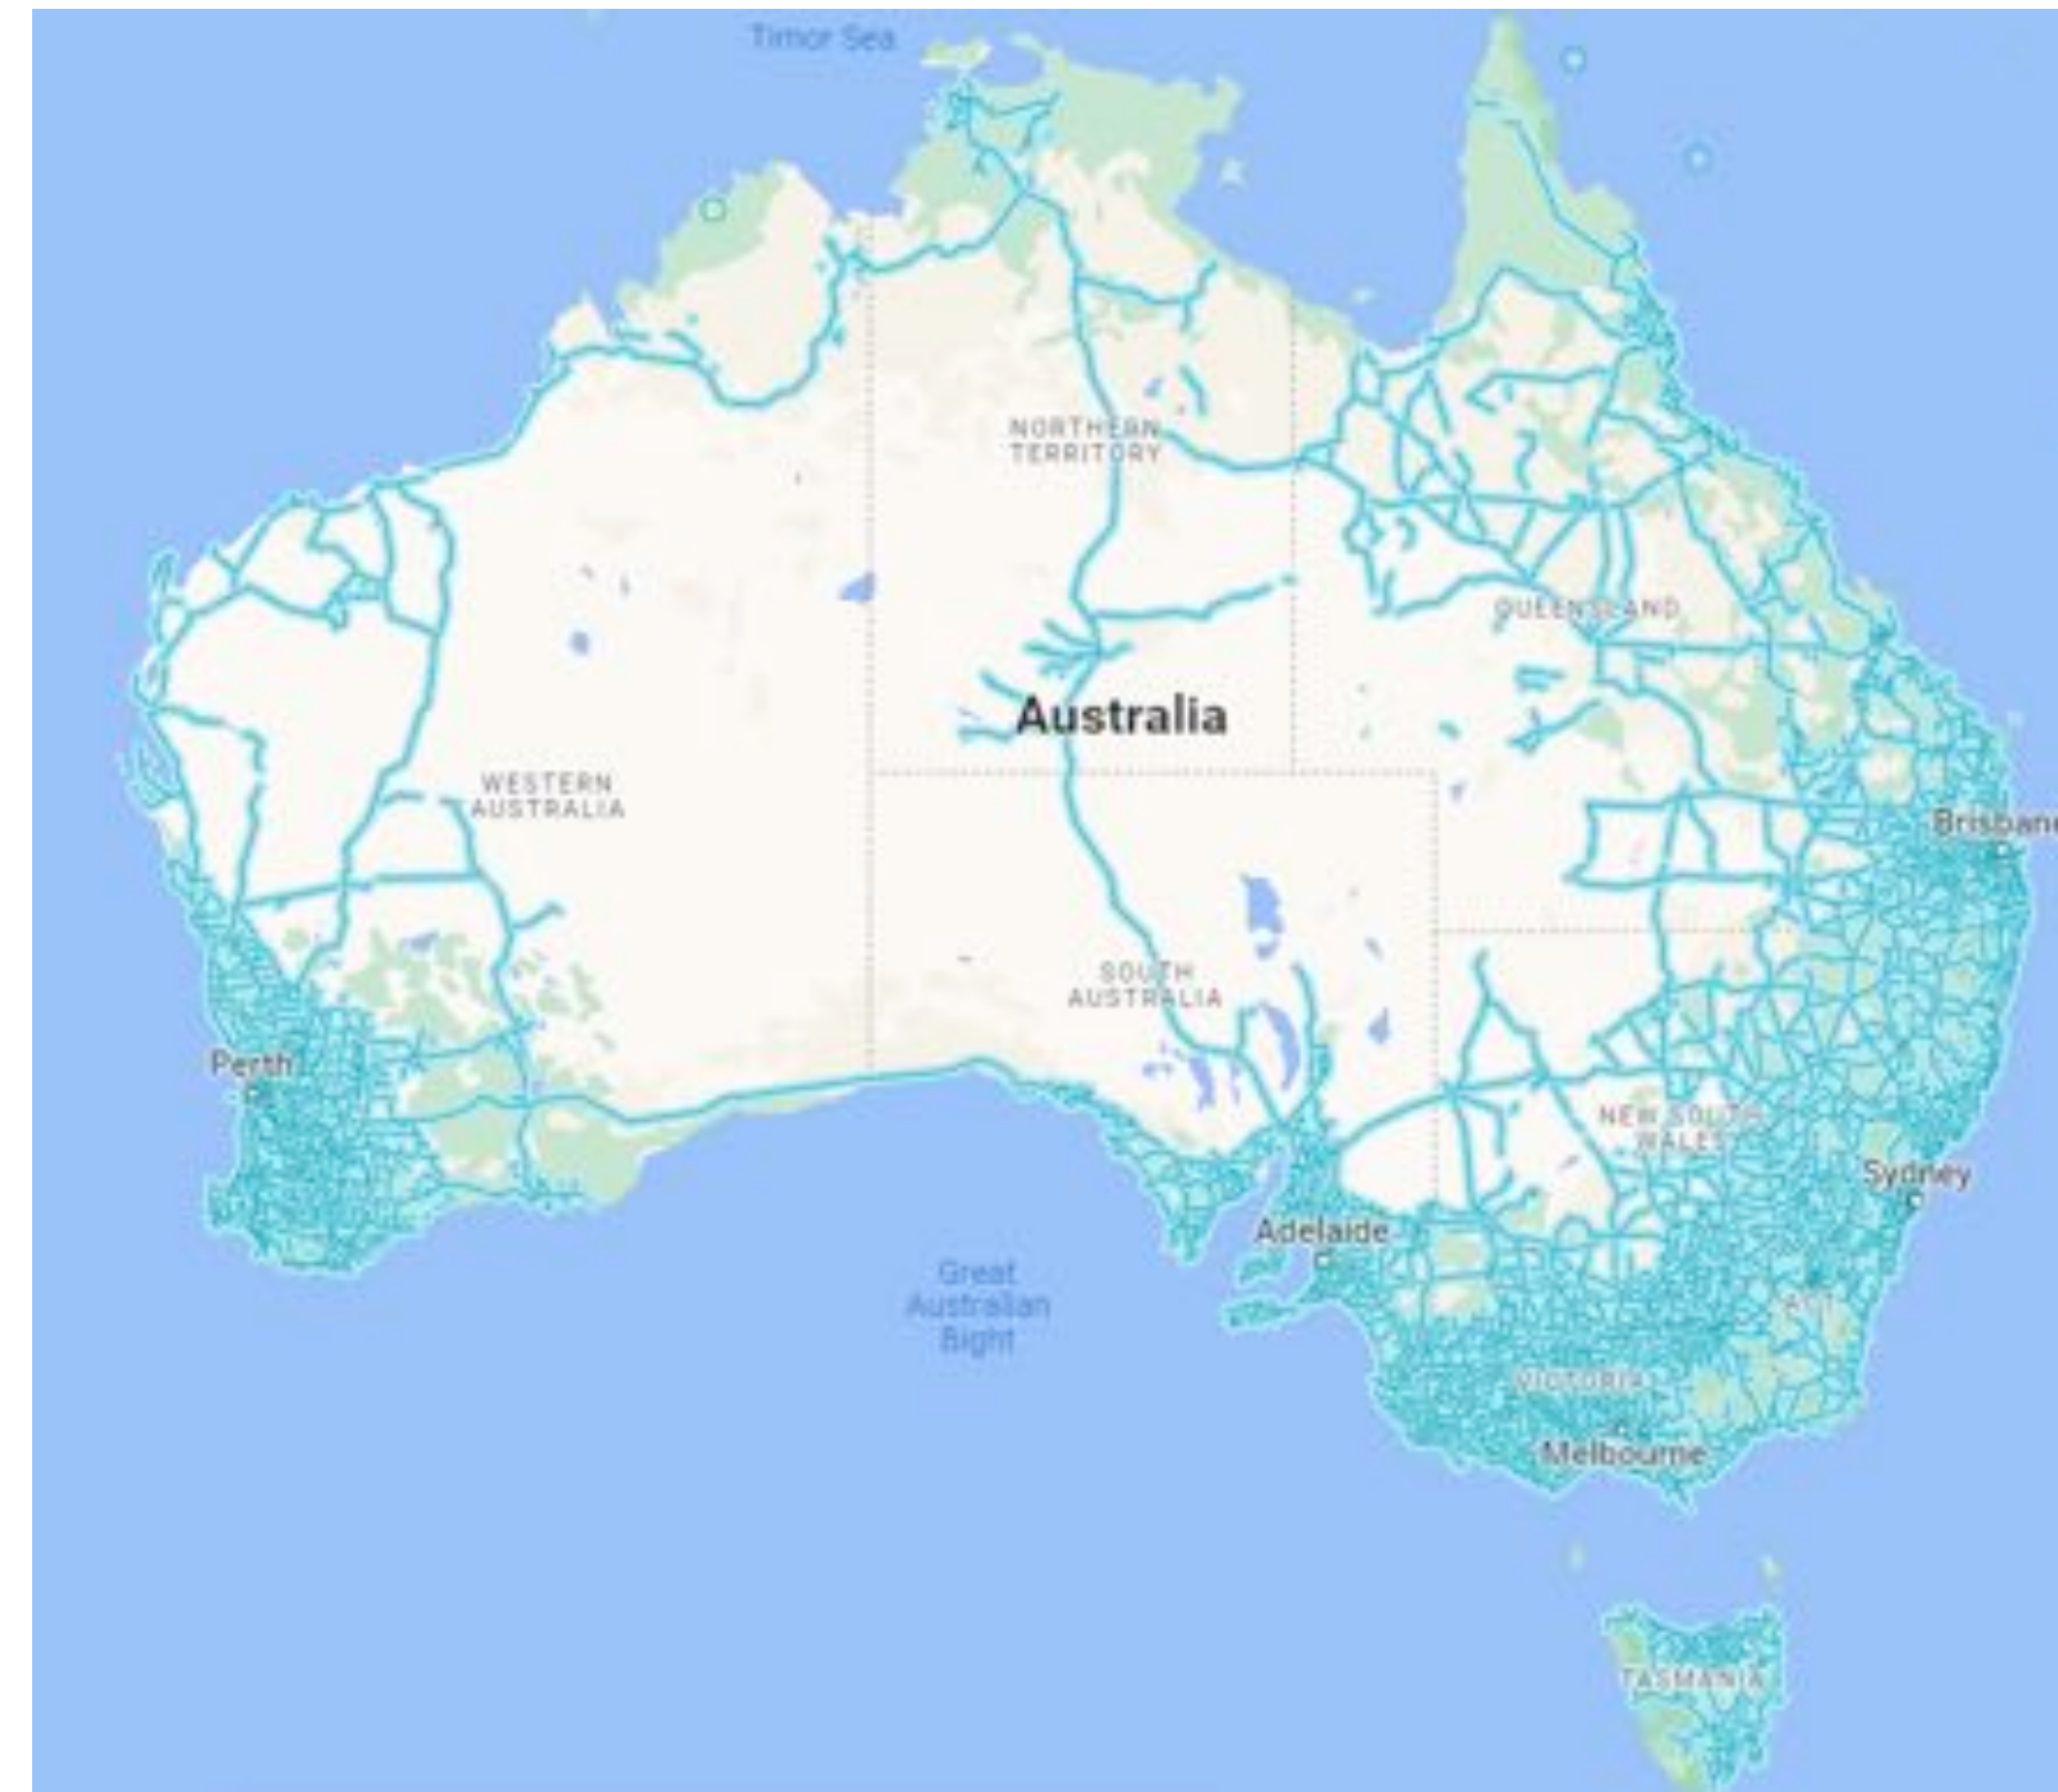 Timor Sea
NORTHERN
TERRITORY
QUEENSLAND
Australia
WESTERN
AUSTRALIA
Brisbane
SOUTH
AUSTRALIA
Perth
NEW SOUTH
WALES
Sydney
Adelaide
Great
Australian
Bight
ACT
VICTORIA
Melbourne
TASMANIA